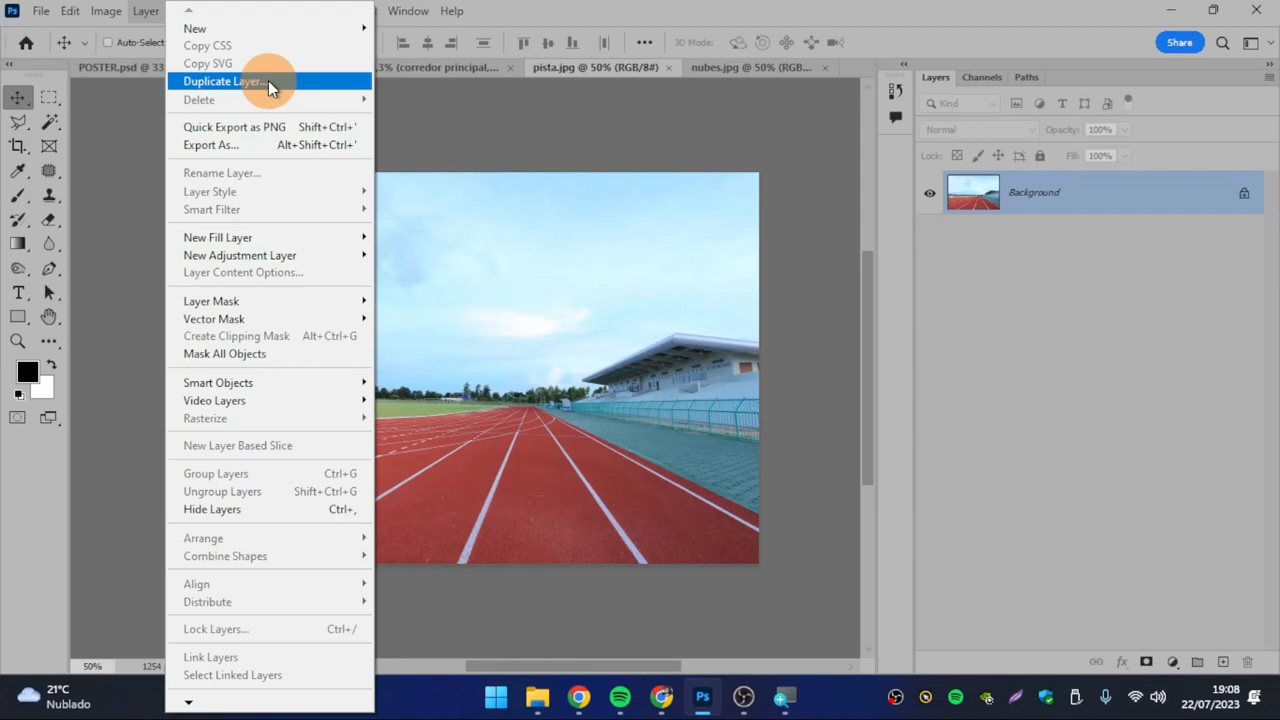 Ps File Edit Image Layer Window Help
Auto-Select 3D Mode: Share
POSTER.psd @ 33 3% (corredor principal,... × pista.jpg @ 50% (RGB/8#) × nubes.jpg @ 50% (RGB... ×
New
Copy CSS
Copy SVG
Duplicate Layer...
Delete
Quick Export as PNG Shift+Ctrl+'
Export As... Alt+Shift+Ctrl+'
Rename Layer...
Layer Style
Smart Filter
New Fill Layer
New Adjustment Layer
Layer Content Options...
Layer Mask
Vector Mask
Create Clipping Mask Alt+Ctrl+G
Mask All Objects
Smart Objects
Video Layers
Rasterize
New Layer Based Slice
Group Layers Ctrl+G
Ungroup Layers Shift+Ctrl+G
Hide Layers Ctrl+,
Arrange
Combine Shapes
Align
Distribute
Lock Layers... Ctrl+/
Link Layers
Select Linked Layers
Layers Channels Paths
Kind
Normal Opacity: 100%
Lock: Fill: 100%
Background
50% 1254
21°C
Nublado
Ps
19:08
22/07/2023